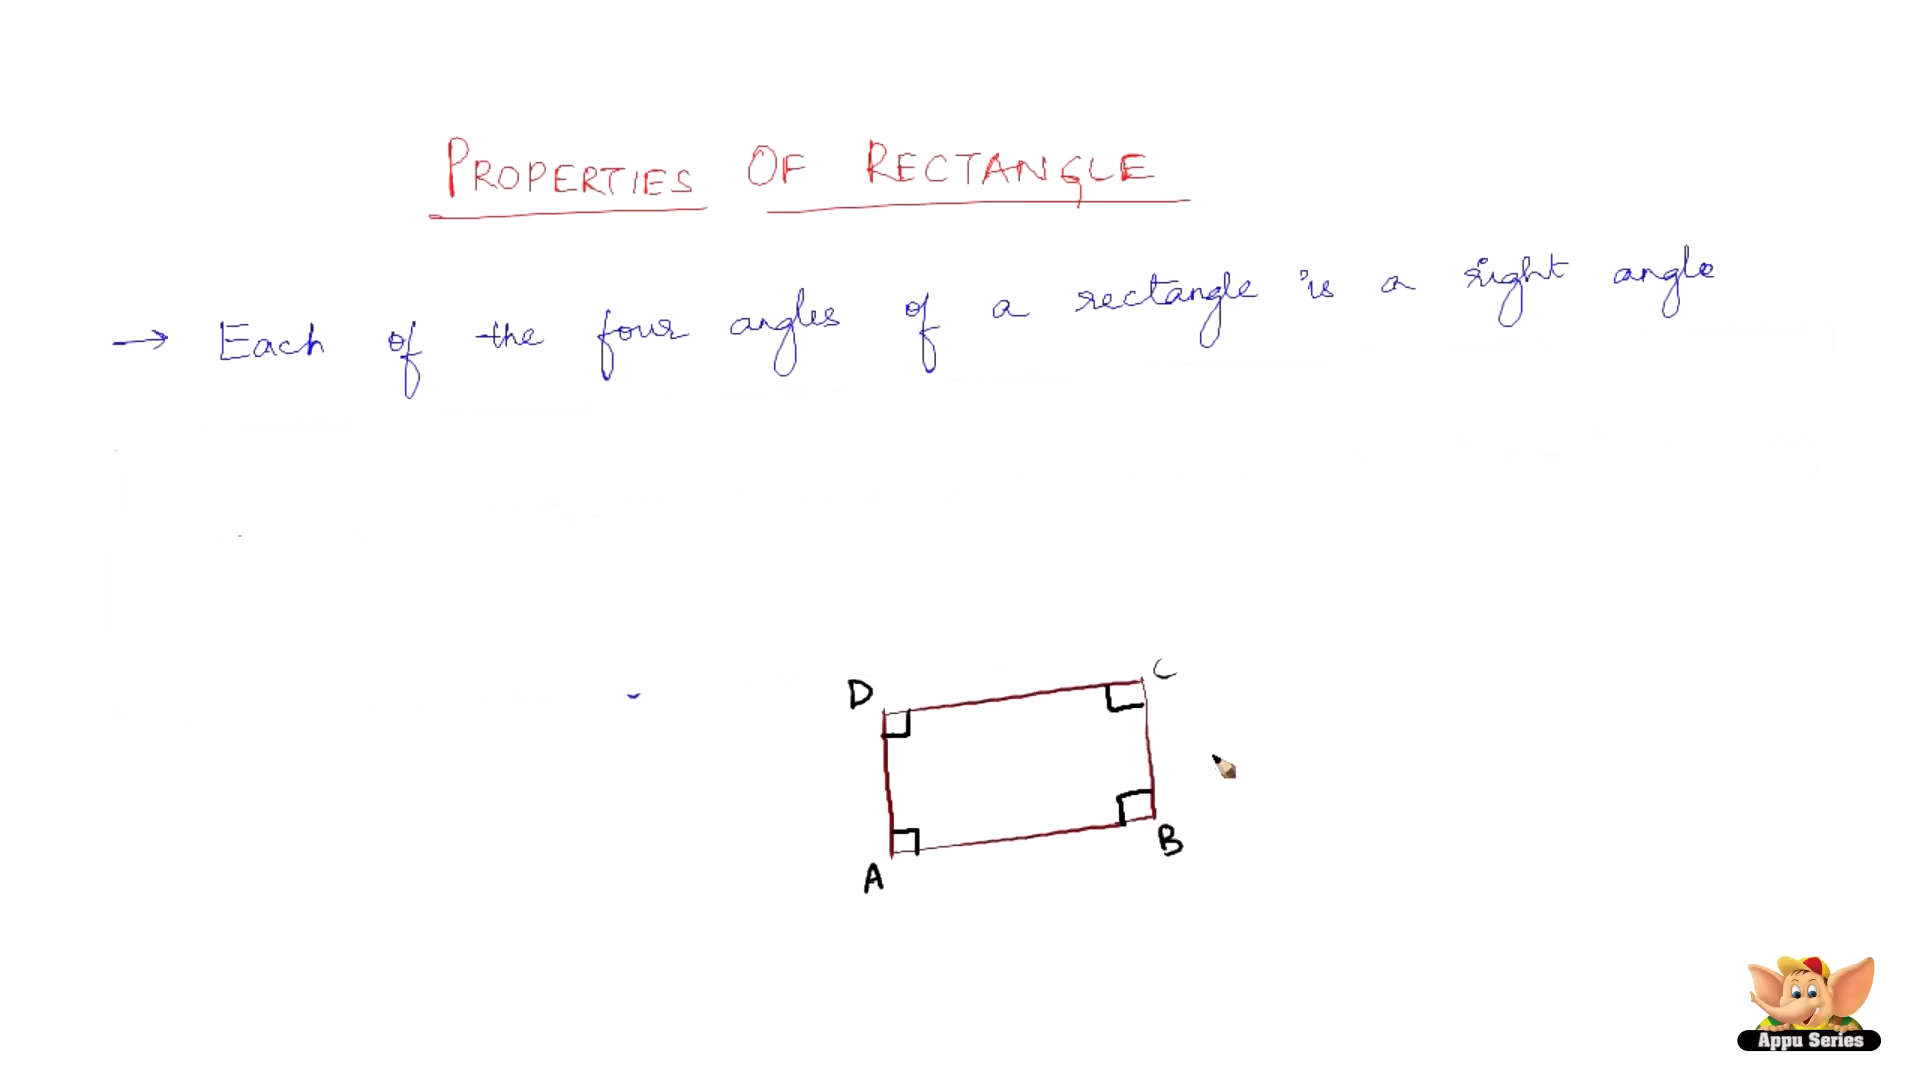 PROPERTIES OF RECTANGLE
→ Each of the four angles of a rectangle is a right angle
D
C
B
A
Appu Series